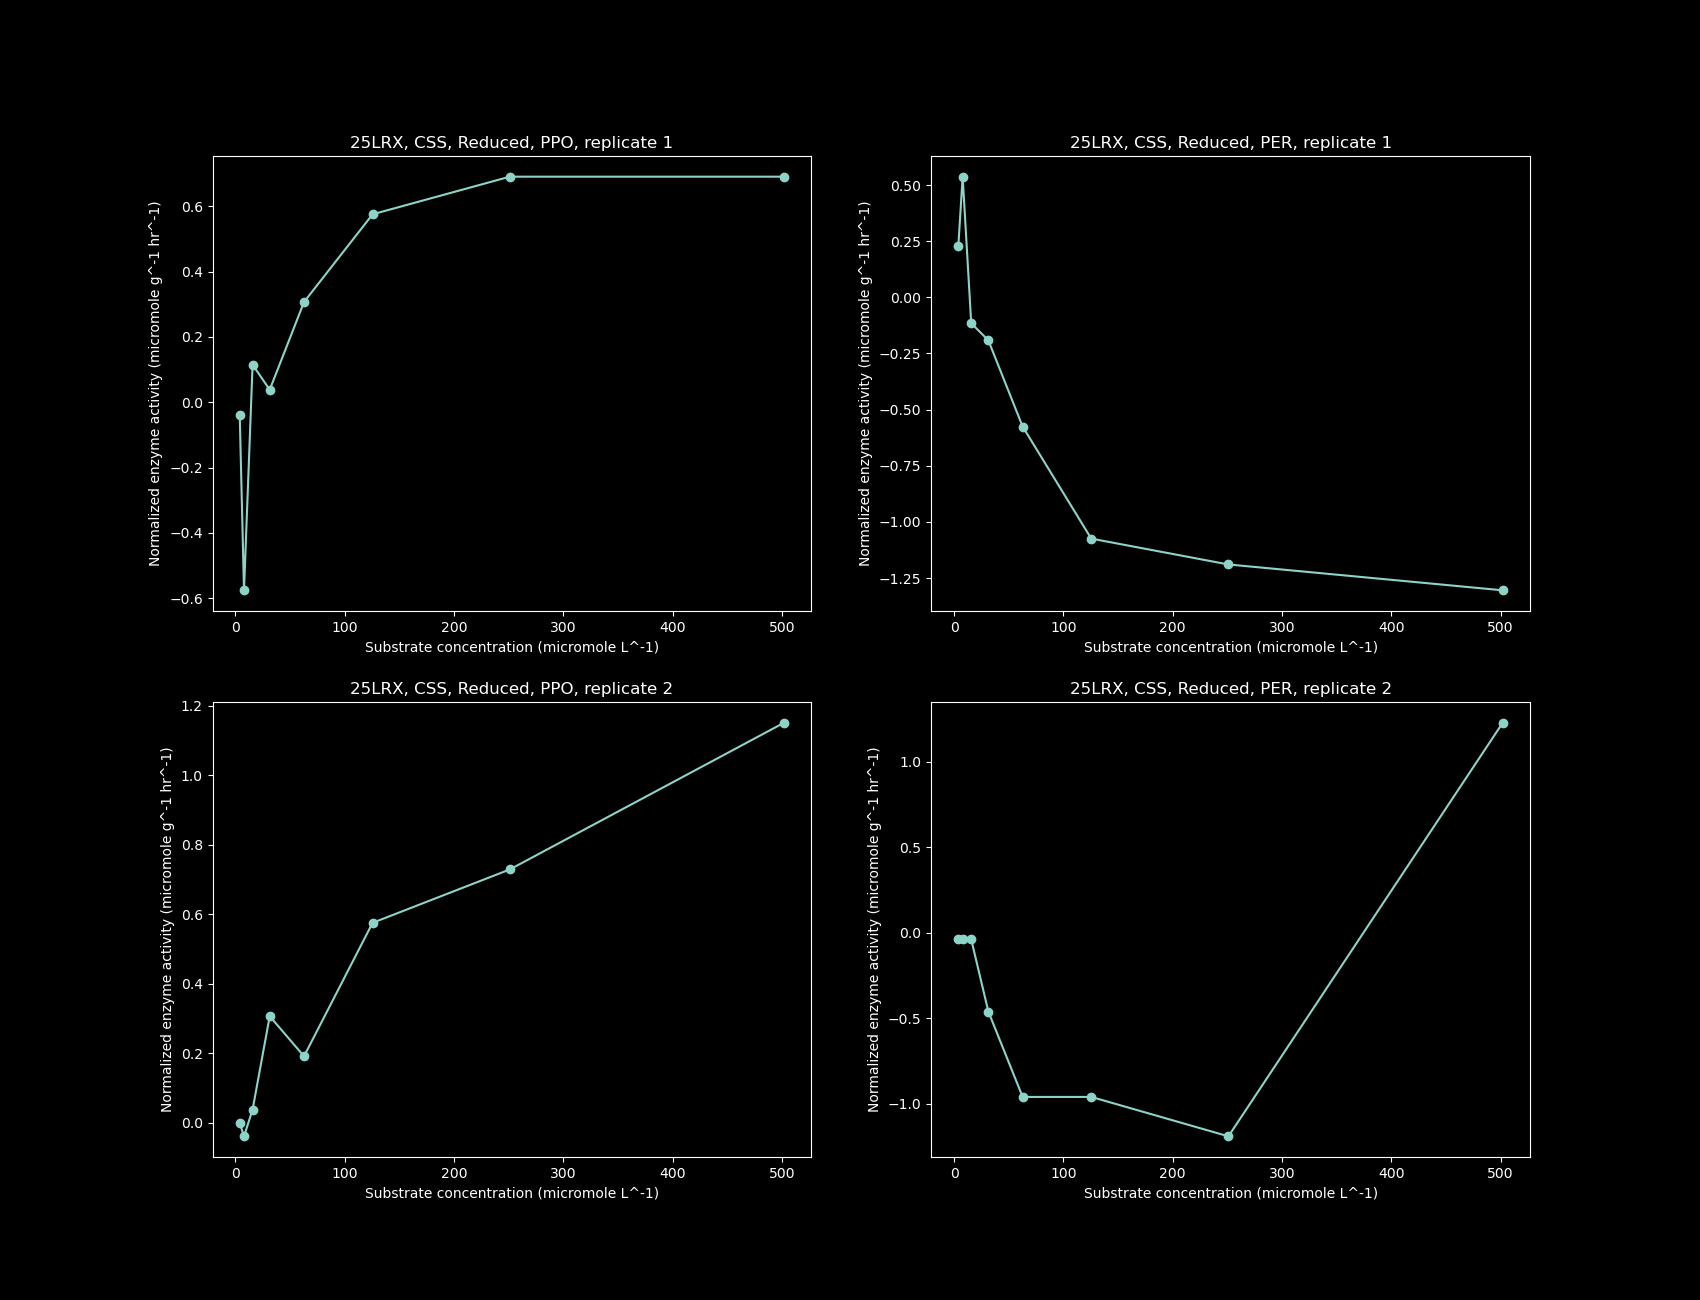 25LRX, CSS, Reduced, PPO, replicate 1
Normalized enzyme activity (micromole g^-1 hr^-1)
0.6
0.4
0.2
0.0
−0.2
−0.4
−0.6
0 100 200 300 400 500
Substrate concentration (micromole L^-1)
25LRX, CSS, Reduced, PER, replicate 1
Normalized enzyme activity (micromole g^-1 hr^-1)
0.50
0.25
0.00
−0.25
−0.50
−0.75
−1.00
−1.25
0 100 200 300 400 500
Substrate concentration (micromole L^-1)
25LRX, CSS, Reduced, PPO, replicate 2
Normalized enzyme activity (micromole g^-1 hr^-1)
1.2
1.0
0.8
0.6
0.4
0.2
0.0
0 100 200 300 400 500
Substrate concentration (micromole L^-1)
25LRX, CSS, Reduced, PER, replicate 2
Normalized enzyme activity (micromole g^-1 hr^-1)
1.0
0.5
0.0
−0.5
−1.0
0 100 200 300 400 500
Substrate concentration (micromole L^-1)